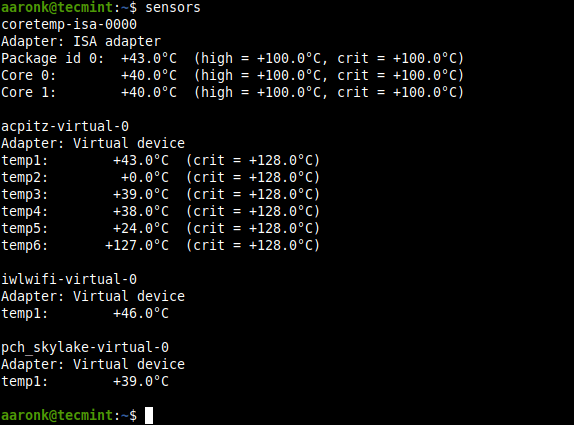 aaronk@tecmint:~$ sensors
coretemp-isa-0000
Adapter: ISA adapter
Package id 0:  +43.0°C  (high = +100.0°C, crit = +100.0°C)
Core 0:        +40.0°C  (high = +100.0°C, crit = +100.0°C)
Core 1:        +40.0°C  (high = +100.0°C, crit = +100.0°C)

acpitz-virtual-0
Adapter: Virtual device
temp1:        +43.0°C  (crit = +128.0°C)
temp2:         +0.0°C  (crit = +128.0°C)
temp3:        +39.0°C  (crit = +128.0°C)
temp4:        +38.0°C  (crit = +128.0°C)
temp5:        +24.0°C  (crit = +128.0°C)
temp6:       +127.0°C  (crit = +128.0°C)

iwlwifi-virtual-0
Adapter: Virtual device
temp1:        +46.0°C

pch_skylake-virtual-0
Adapter: Virtual device
temp1:        +39.0°C

aaronk@tecmint:~$